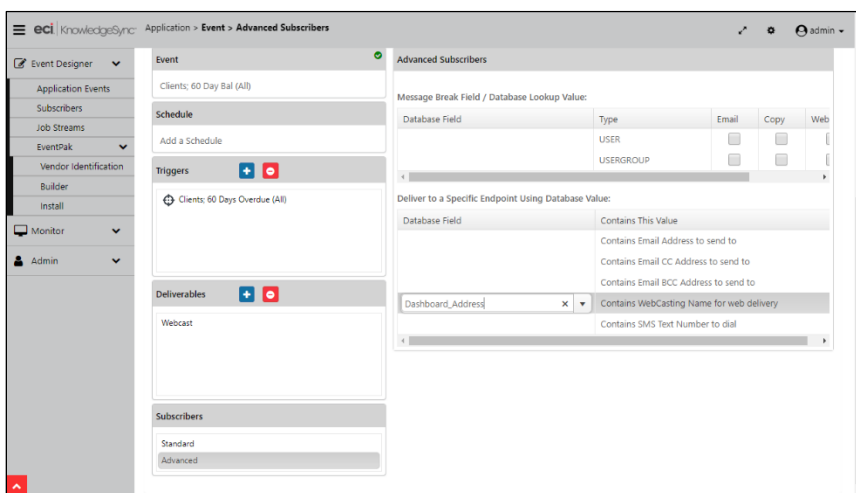 eci KnowledgeSync
Application > Event > Advanced Subscribers
admin
Event Designer
Application Events
Subscribers
Job Streams
EventPak
Vendor Identification
Builder
Install
Monitor
Admin
Event
Clients; 60 Day Bal (All)
Schedule
Add a Schedule
Triggers
Clients; 60 Days Overdue (All)
Deliverables
Webcast
Subscribers
Standard
Advanced
Advanced Subscribers
Message Break Field / Database Lookup Value:
Database Field Type Email Copy Web
USER
USERGROUP
Deliver to a Specific Endpoint Using Database Value:
Database Field Contains This Value
Contains Email Address to send to
Contains Email CC Address to send to
Contains Email BCC Address to send to
Dashboard_Address Contains WebCasting Name for web delivery
Contains SMS Text Number to dial